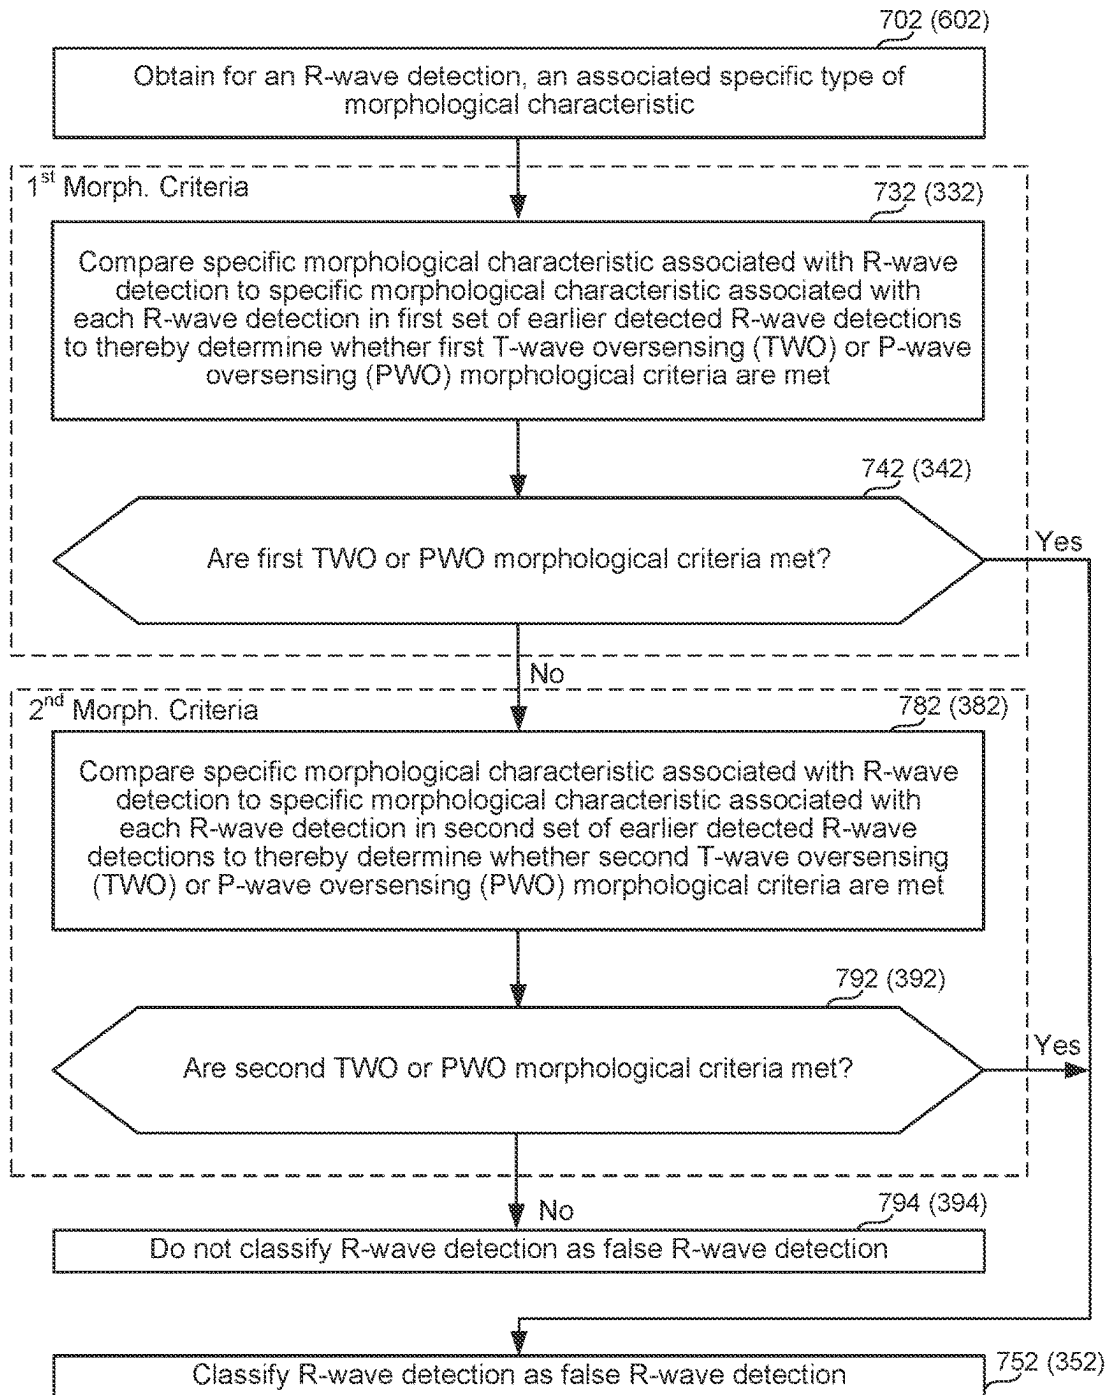 702 (602)
Obtain for an R-wave detection, an associated specific type of
morphological characteristic
1st Morph. Criteria
732 (332)
Compare specific morphological characteristic associated with R-wave
detection to specific morphological characteristic associated with
each R-wave detection in first set of earlier detected R-wave detections
to thereby determine whether first T-wave oversensing (TWO) or P-wave
oversensing (PWO) morphological criteria are met
742 (342)
Are first TWO or PWO morphological criteria met?
Yes
No
2nd Morph. Criteria
782 (382)
Compare specific morphological characteristic associated with R-wave
detection to specific morphological characteristic associated with
each R-wave detection in second set of earlier detected R-wave
detections to thereby determine whether second T-wave oversensing
(TWO) or P-wave oversensing (PWO) morphological criteria are met
792 (392)
Are second TWO or PWO morphological criteria met?
Yes
No
794 (394)
Do not classify R-wave detection as false R-wave detection
Classify R-wave detection as false R-wave detection
752 (352)